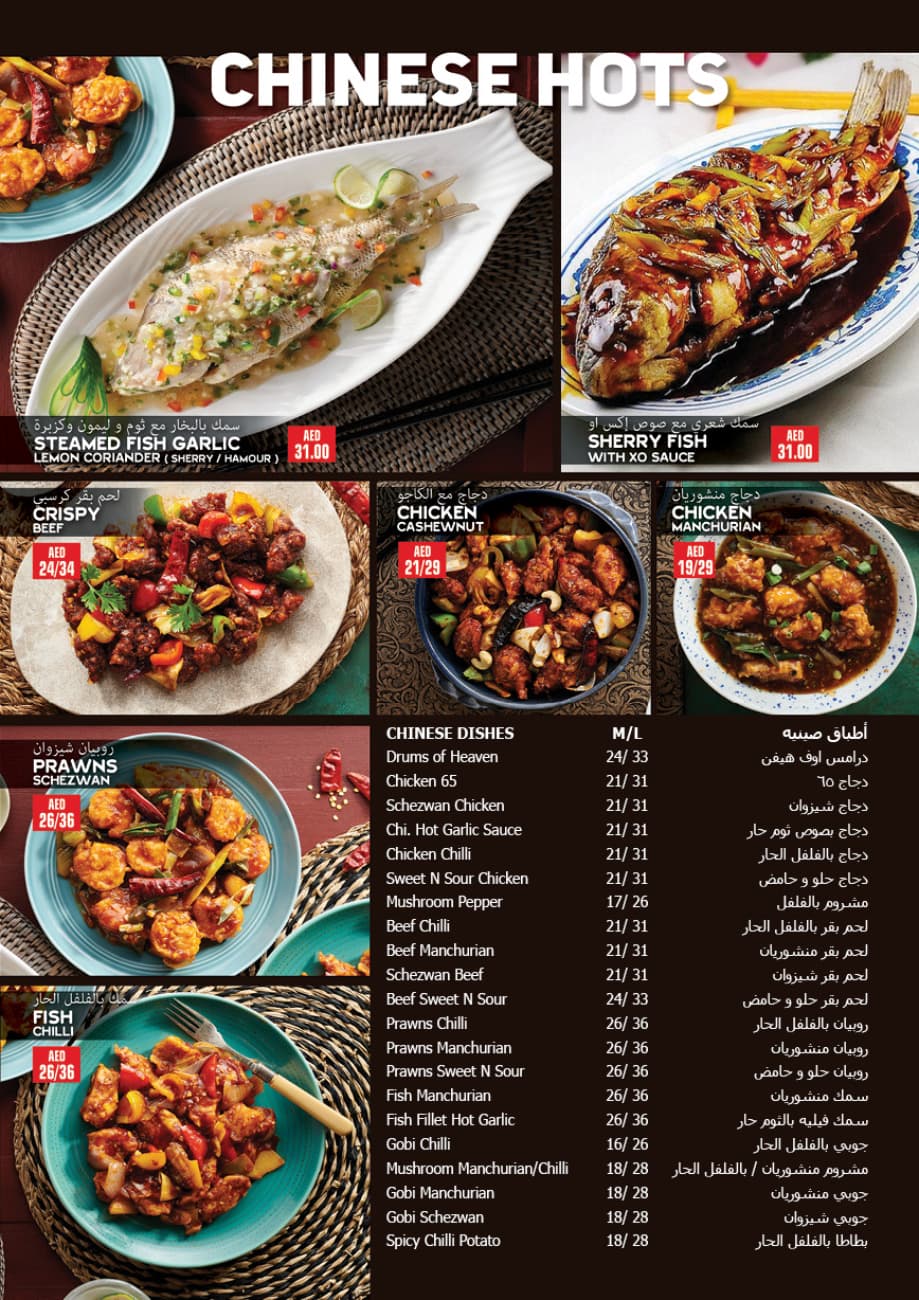 CHINESE HOTS
سمك بالبخار مع ثوم و ليمون وكزبرة
STEAMED FISH GARLIC
LEMON CORIANDER ( SHERRY / HAMOUR )
AED
31.00
سمك شعري مع صوص إكس او
SHERRY FISH
WITH XO SAUCE
AED
31.00
لحم بقر كرسبي
CRISPY
BEEF
AED
24/34
دجاج مع الكاجو
CHICKEN
CASHEWNUT
AED
21/29
دجاج منشوريان
CHICKEN
MANCHURIAN
AED
19/29
روبيان شيزوان
PRAWNS
SCHEZWAN
AED
26/36
سمك بالفلفل الحار
FISH
CHILLI
AED
26/36
CHINESE DISHES M/L أطباق صينيه
Drums of Heaven 24/ 33 درامس اوف هيفن
Chicken 65 21/ 31 دجاج ٦٥
Schezwan Chicken 21/ 31 دجاج شيزوان
Chi. Hot Garlic Sauce 21/ 31 دجاج بصوص ثوم حار
Chicken Chilli 21/ 31 دجاج بالفلفل الحار
Sweet N Sour Chicken 21/ 31 دجاج حلو و حامض
Mushroom Pepper 17/ 26 مشروم بالفلفل
Beef Chilli 21/ 31 لحم بقر بالفلفل الحار
Beef Manchurian 21/ 31 لحم بقر منشوريان
Schezwan Beef 21/ 31 لحم بقر شيزوان
Beef Sweet N Sour 24/ 33 لحم بقر حلو و حامض
Prawns Chilli 26/ 36 روبيان بالفلفل الحار
Prawns Manchurian 26/ 36 روبيان منشوريان
Prawns Sweet N Sour 26/ 36 روبيان حلو و حامض
Fish Manchurian 26/ 36 سمك منشوريان
Fish Fillet Hot Garlic 26/ 36 سمك فيليه بالثوم حار
Gobi Chilli 16/ 26 جوبي بالفلفل الحار
Mushroom Manchurian/Chilli 18/ 28 مشروم منشوريان / بالفلفل الحار
Gobi Manchurian 18/ 28 جوبي منشوريان
Gobi Schezwan 18/ 28 جوبي شيزوان
Spicy Chilli Potato 18/ 28 بطاطا بالفلفل الحار